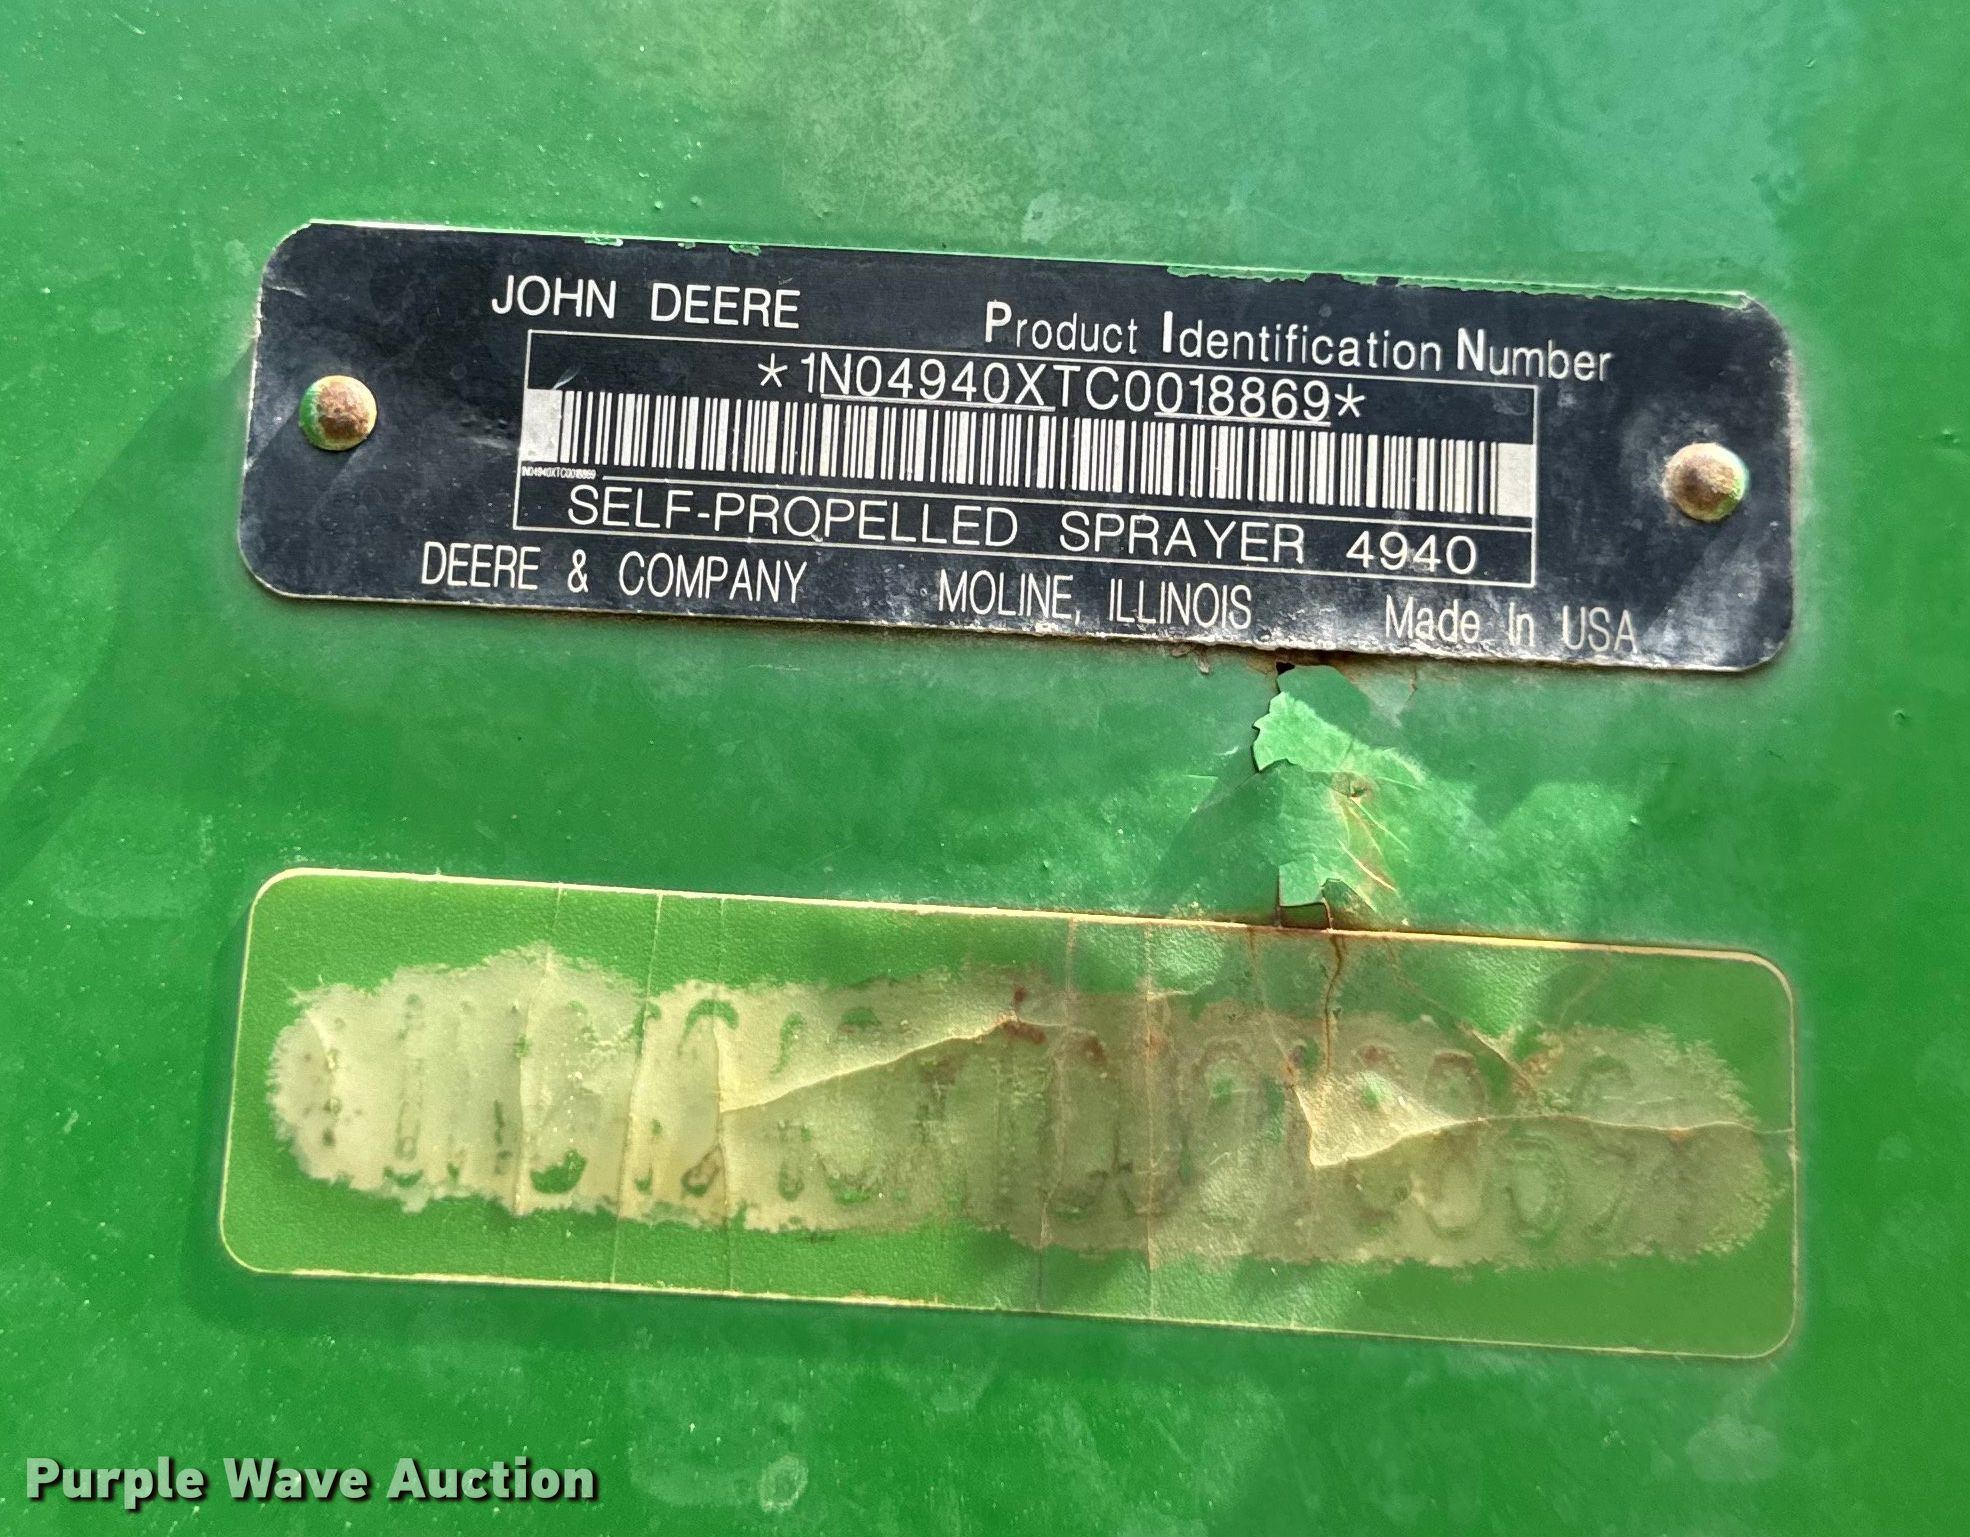 JOHN DEERE
Product Identification Number
*1N04940XTC0018869*
1N04940XTC0018869
SELF-PROPELLED SPRAYER 4940
DEERE & COMPANY MOLINE, ILLINOIS Made In USA
Purple Wave Auction